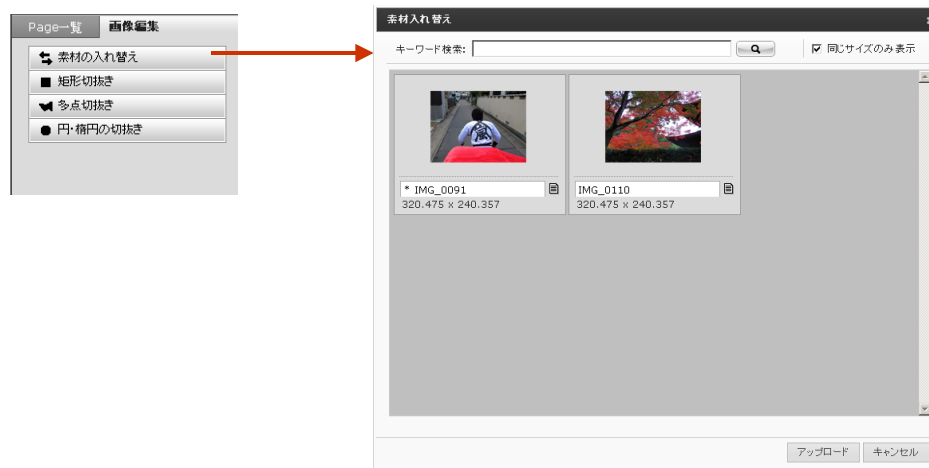 Page一覧 画像編集
素材の入れ替え
矩形切抜き
多点切抜き
円・楕円の切抜き
素材入れ替え
キーワード検索:
同じサイズのみ表示
* IMG_0091
320.475 x 240.357
IMG_0110
320.475 x 240.357
アップロード キャンセル